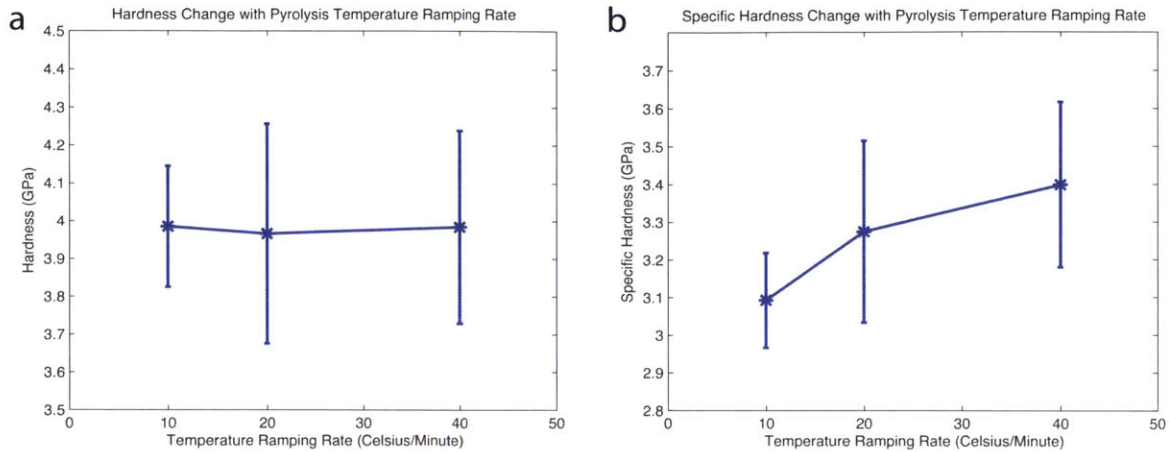 a
Hardness Change with Pyrolysis Temperature Ramping Rate
4.5
4.4
4.3
4.2
4.1
4
3.9
3.8
3.7
3.6
3.5
Hardness (GPa)
0 10 20 30 40 50
Temperature Ramping Rate (Celsius/Minute)
b
Specific Hardness Change with Pyrolysis Temperature Ramping Rate
3.7
3.6
3.5
3.4
3.3
3.2
3.1
3
2.9
2.8
Specific Hardness (GPa)
0 10 20 30 40 50
Temperature Ramping Rate (Celsius/Minute)